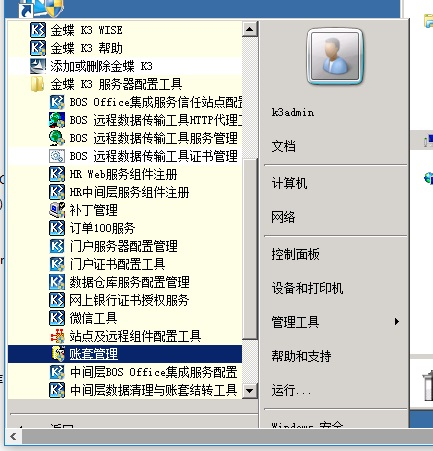 金蝶 K3 WISE
金蝶 K3 帮助
添加或删除金蝶 K3
金蝶 K3 服务器配置工具
BOS Office集成服务信任站点配
BOS 远程数据传输工具HTTP代理
BOS 远程数据传输服务管理
BOS 远程数据传输工具证书管理
HR Web服务组件注册
HR中间层服务组件注册
补丁管理
订单100服务
门户服务器配置管理
门户证书配置工具
数据仓库服务配置管理
网上银行证书授权服务
微信工具
站点及远程组件配置工具
账套管理
中间层BOS Office集成服务配置
中间层数据清理与账套结转工具
返回
k3admin
文档
计算机
网络
控制面板
设备和打印机
管理工具
帮助和支持
运行...
Windows 安全